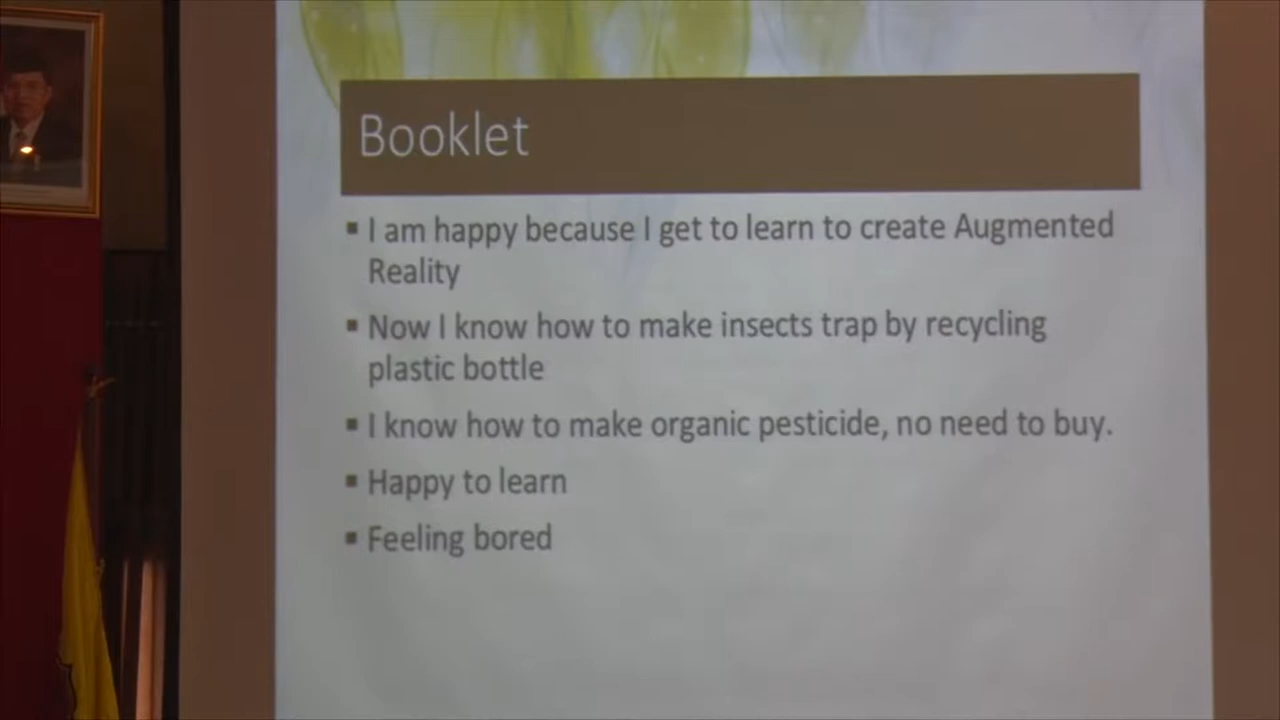 Booklet
▪ I am happy because I get to learn to create Augmented
Reality
▪ Now I know how to make insects trap by recycling
plastic bottle
▪ I know how to make organic pesticide, no need to buy.
▪ Happy to learn
▪ Feeling bored